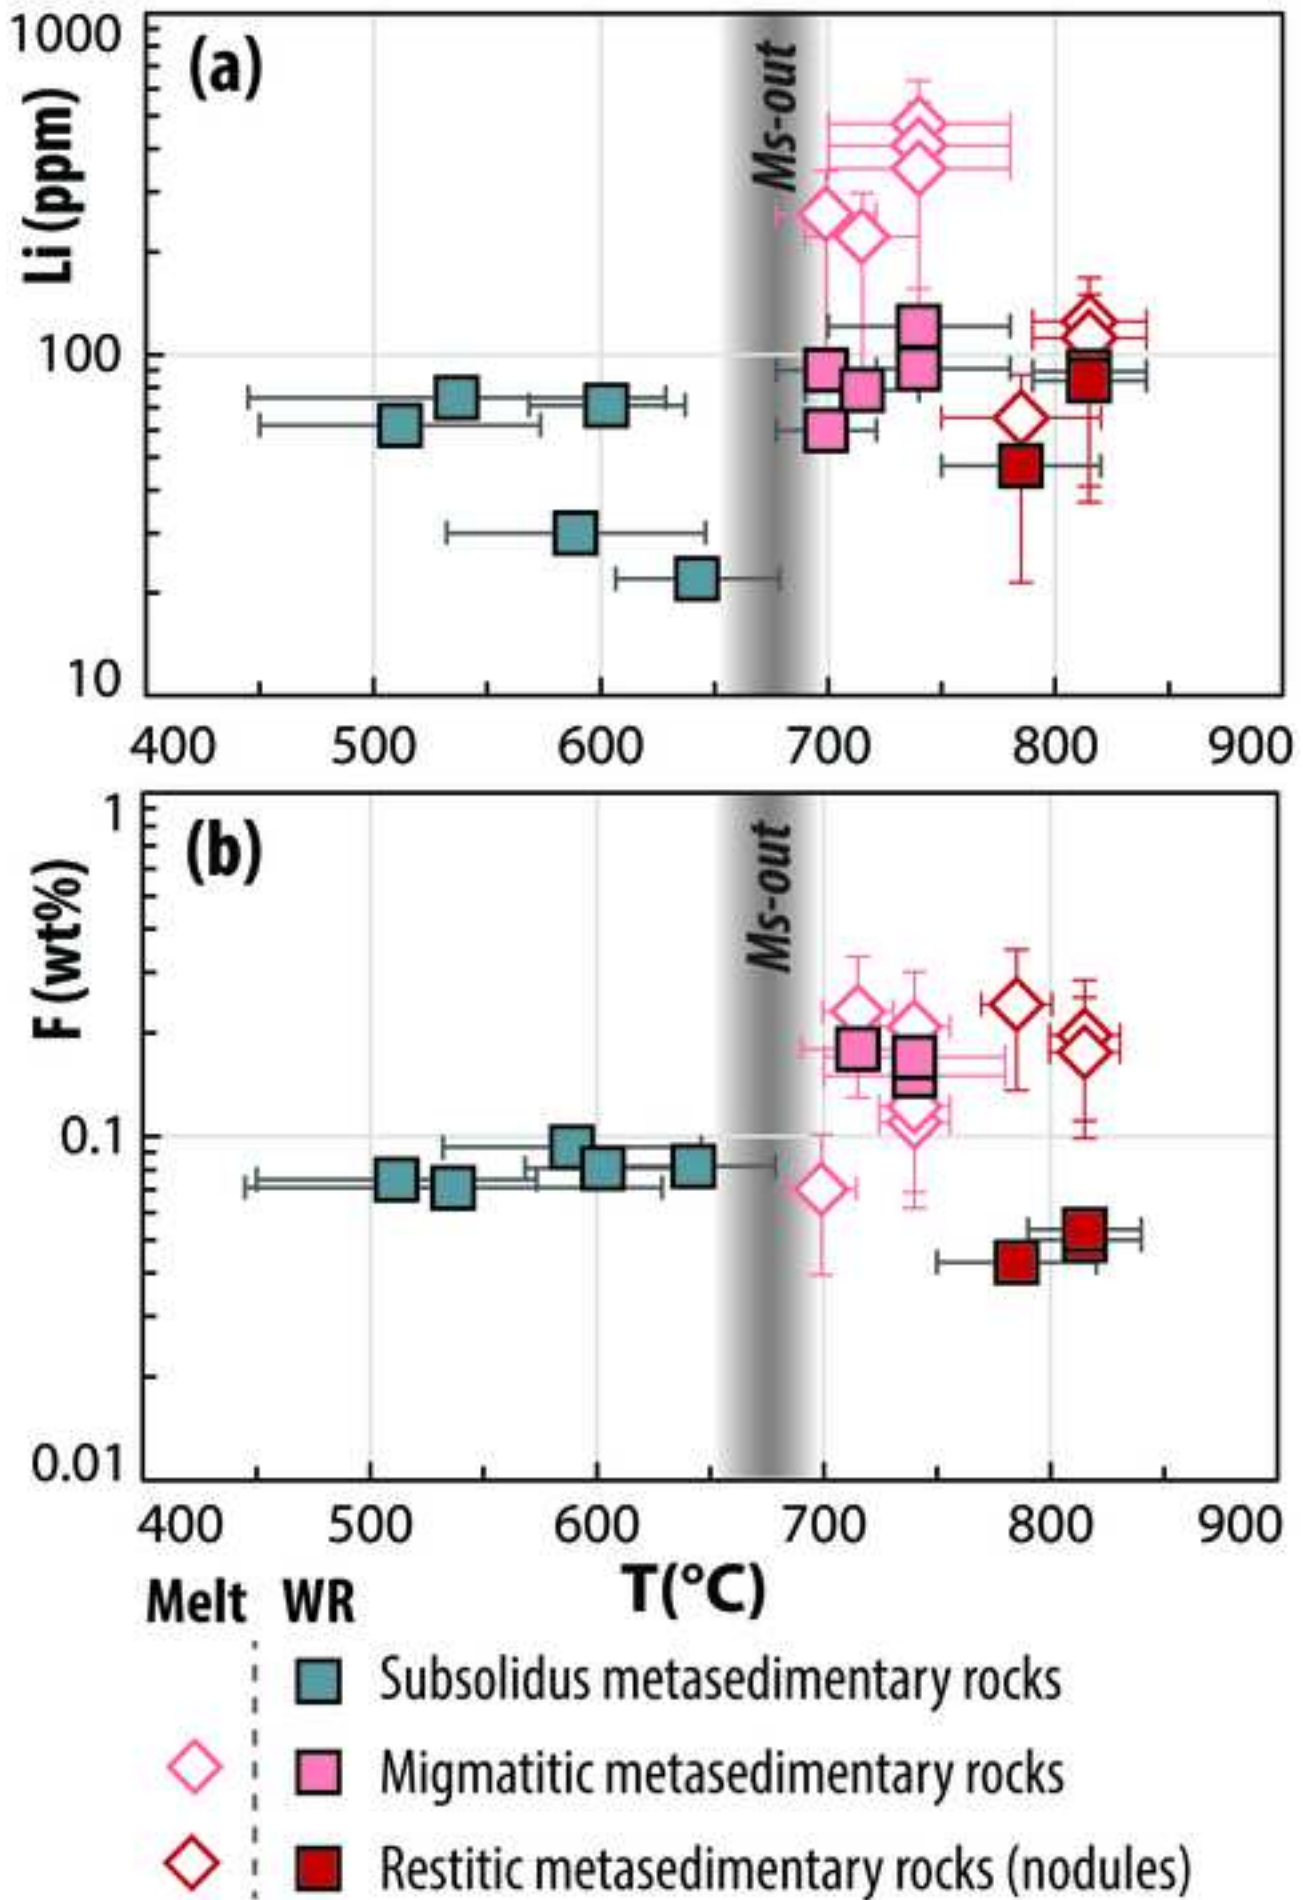 1000
(a)
Ms-out
Li (ppm)
100
10
400 500 600 700 800 900
1
(b)
Ms-out
F (wt%)
0.1
0.01
400 500 600 700 800 900
T(°C)
Melt WR
Subsolidus metasedimentary rocks
Migmatitic metasedimentary rocks
Restitic metasedimentary rocks (nodules)